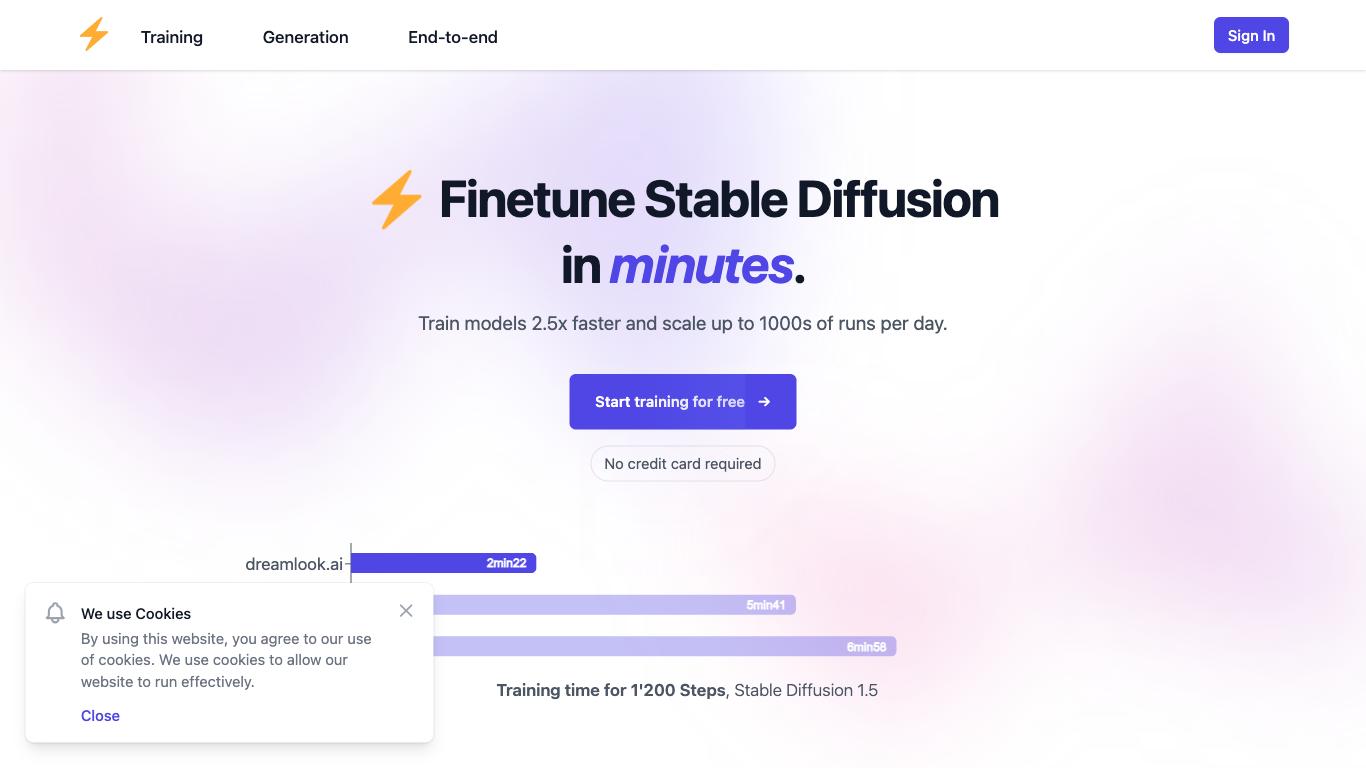 Training
Generation
End-to-end
Sign In
Finetune Stable Diffusion
in minutes.
Train models 2.5x faster and scale up to 1000s of runs per day.
Start training for free
No credit card required
dreamlook.ai
2min22
5min41
6min58
Training time for 1'200 Steps, Stable Diffusion 1.5
We use Cookies
By using this website, you agree to our use
of cookies. We use cookies to allow our
website to run effectively.
Close